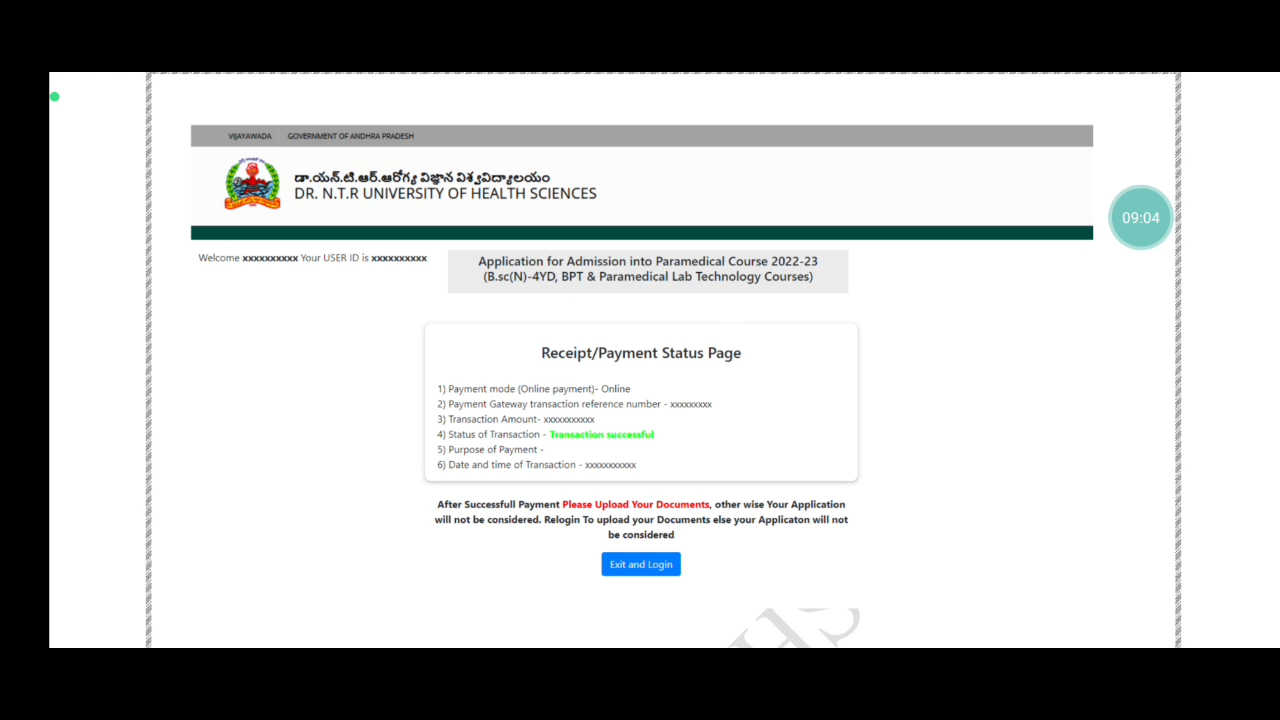 VIJAYAWADA GOVERNMENT OF ANDHRA PRADESH
డా.యన్.టి.ఆర్.ఆరోగ్య విజ్ఞాన విశ్వవిద్యాలయం
DR. N.T.R UNIVERSITY OF HEALTH SCIENCES
09:04
Welcome xxxxxxxxxx Your USER ID is xxxxxxxxxx
Application for Admission into Paramedical Course 2022-23
(B.sc(N)-4YD, BPT & Paramedical Lab Technology Courses)
Receipt/Payment Status Page
1) Payment mode (Online payment)- Online
2) Payment Gateway transaction reference number - xxxxxxxxx
3) Transaction Amount- xxxxxxxxxxx
4) Status of Transaction - Transaction successful
5) Purpose of Payment -
6) Date and time of Transaction - xxxxxxxxxxx
After Successfull Payment Please Upload Your Documents, other wise Your Application
will not be considered. Relogin To upload your Documents else your Applicaton will not
be considered
Exit and Login